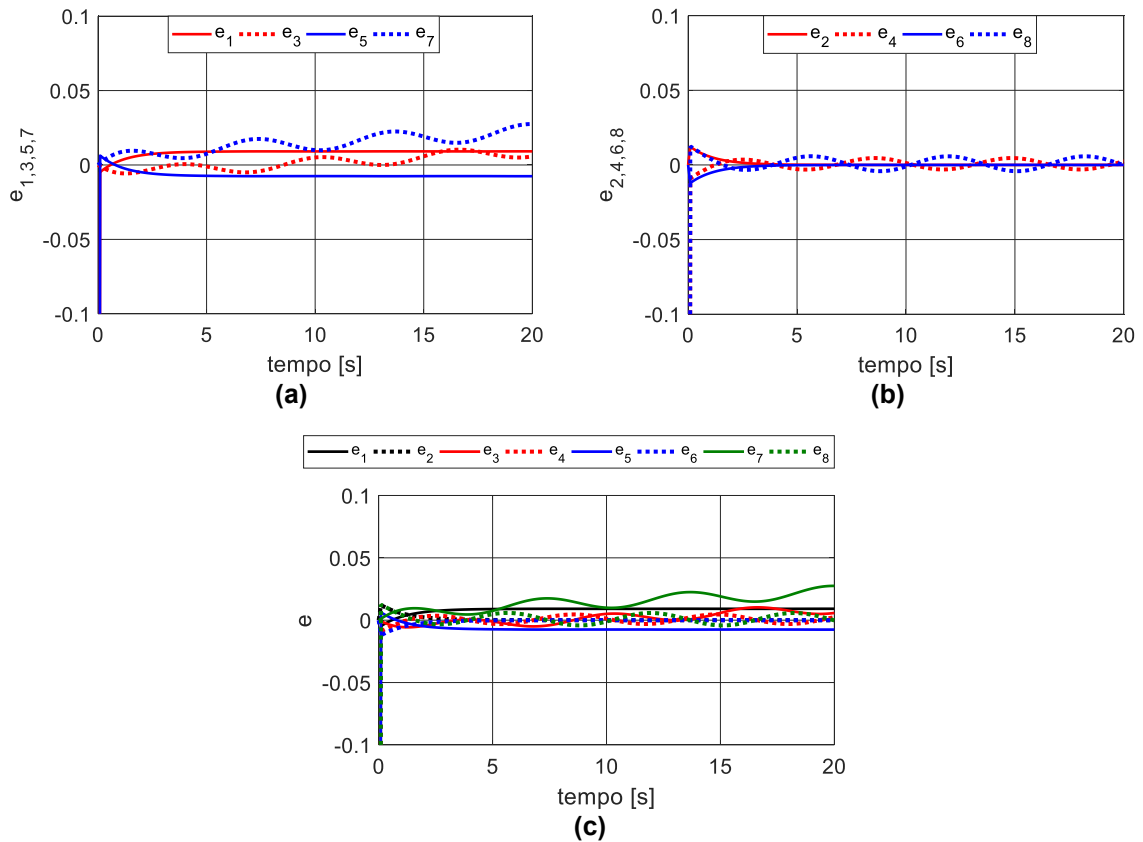 e1 e3 e5 e7
0.1
0.05
0
-0.05
-0.1
e1,3,5,7
0 5 10 15 20
tempo [s]
(a)
e2 e4 e6 e8
0.1
0.05
0
-0.05
-0.1
e2,4,6,8
0 5 10 15 20
tempo [s]
(b)
e1 e2 e3 e4 e5 e6 e7 e8
0.1
0.05
0
-0.05
-0.1
e
0 5 10 15 20
tempo [s]
(c)